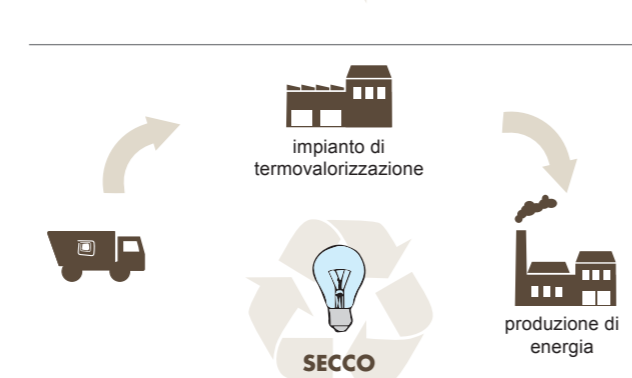 impianto di
termovalorizzazione
produzione di
energia
SECCO